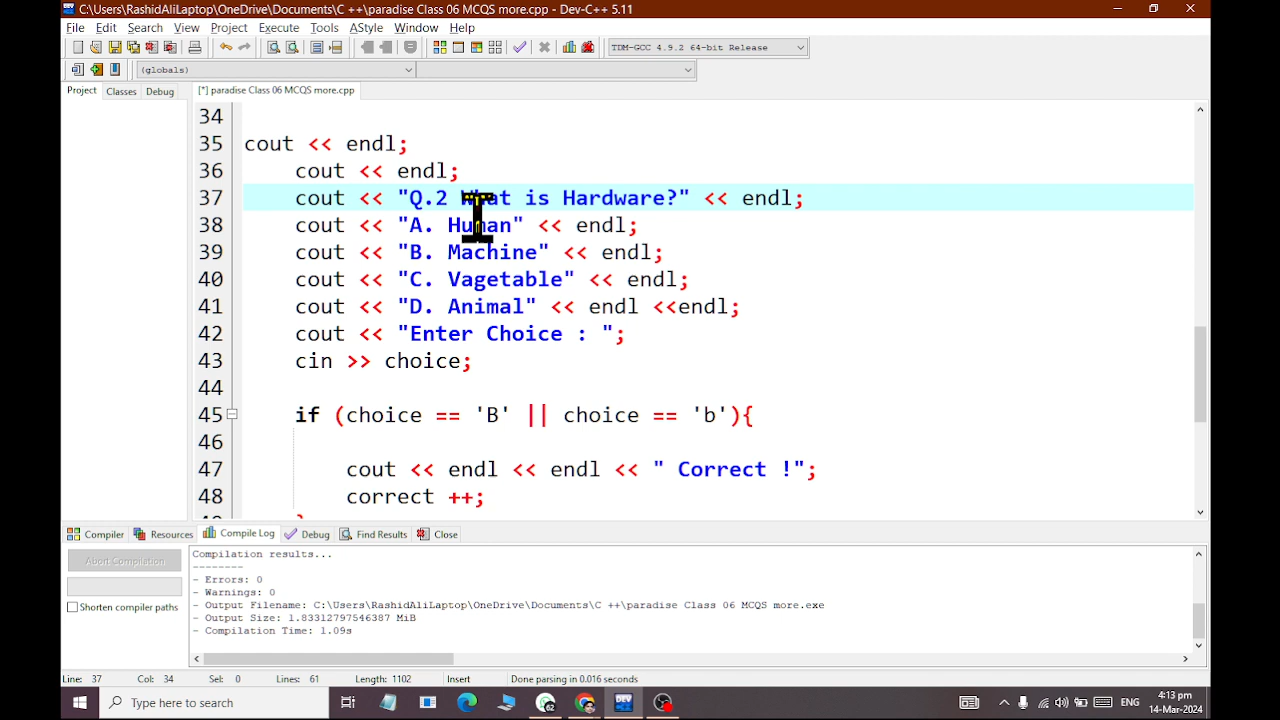 C:\Users\RashidAliLaptop\OneDrive\Documents\C ++\paradise Class 06 MCQS more.cpp - Dev-C++ 5.11
File Edit Search View Project Execute Tools AStyle Window Help
TDM-GCC 4.9.2 64-bit Release
(globals)
Project Classes Debug [*] paradise Class 06 MCQS more.cpp
34
35 cout << endl;
36 cout << endl;
37 cout << "Q.2 What is Hardware?" << endl;
38 cout << "A. Human" << endl;
39 cout << "B. Machine" << endl;
40 cout << "C. Vagetable" << endl;
41 cout << "D. Animal" << endl <<endl;
42 cout << "Enter Choice : ";
43 cin >> choice;
44
45 if (choice == 'B' || choice == 'b'){
46
47 cout << endl << endl << " Correct !";
48 correct ++;
Compiler Resources Compile Log Debug Find Results Close
Abort Compilation
Shorten compiler paths
Compilation results...
--------
- Errors: 0
- Warnings: 0
- Output Filename: C:\Users\RashidAliLaptop\OneDrive\Documents\C ++\paradise Class 06 MCQS more.exe
- Output Size: 1.83312797546387 MiB
- Compilation Time: 1.09s
Line: 37 Col: 34 Sel: 0 Lines: 61 Length: 1102 Insert Done parsing in 0.016 seconds
Type here to search
62
DEV
ENG
4:13 pm
14-Mar-2024